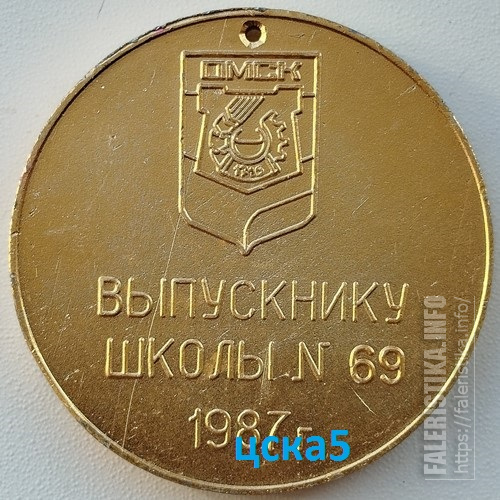 ОМСК
1716
ВЫПУСКНИКУ
ШКОЛЫ N 69
1987 г
цска5
FALERISTIKA.INFO
https://faleristika.info/